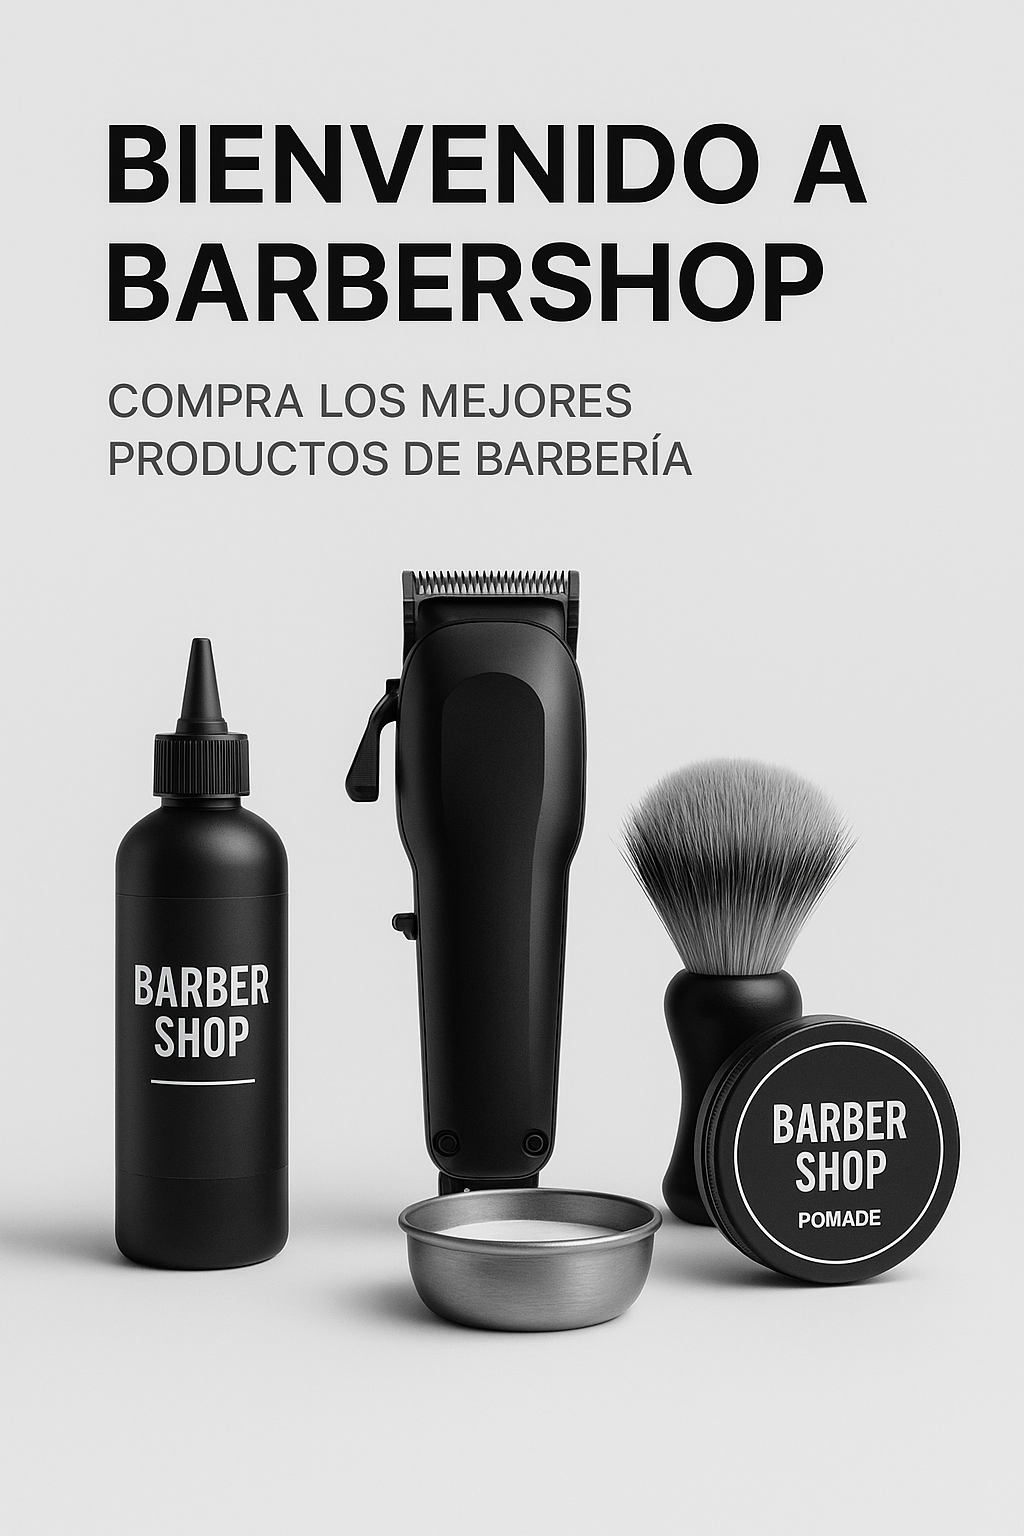 BIENVENIDO A
BARBERSHOP
COMPRA LOS MEJORES
PRODUCTOS DE BARBERÍA
BARBER
SHOP
BARBER
SHOP
POMADE